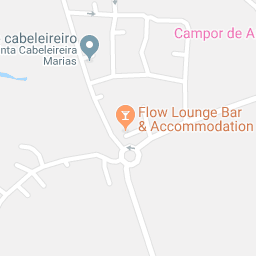 Campor de A
cabeleireiro
nta Cabeleireira
Marias
Flow Lounge Bar
& Accommodation